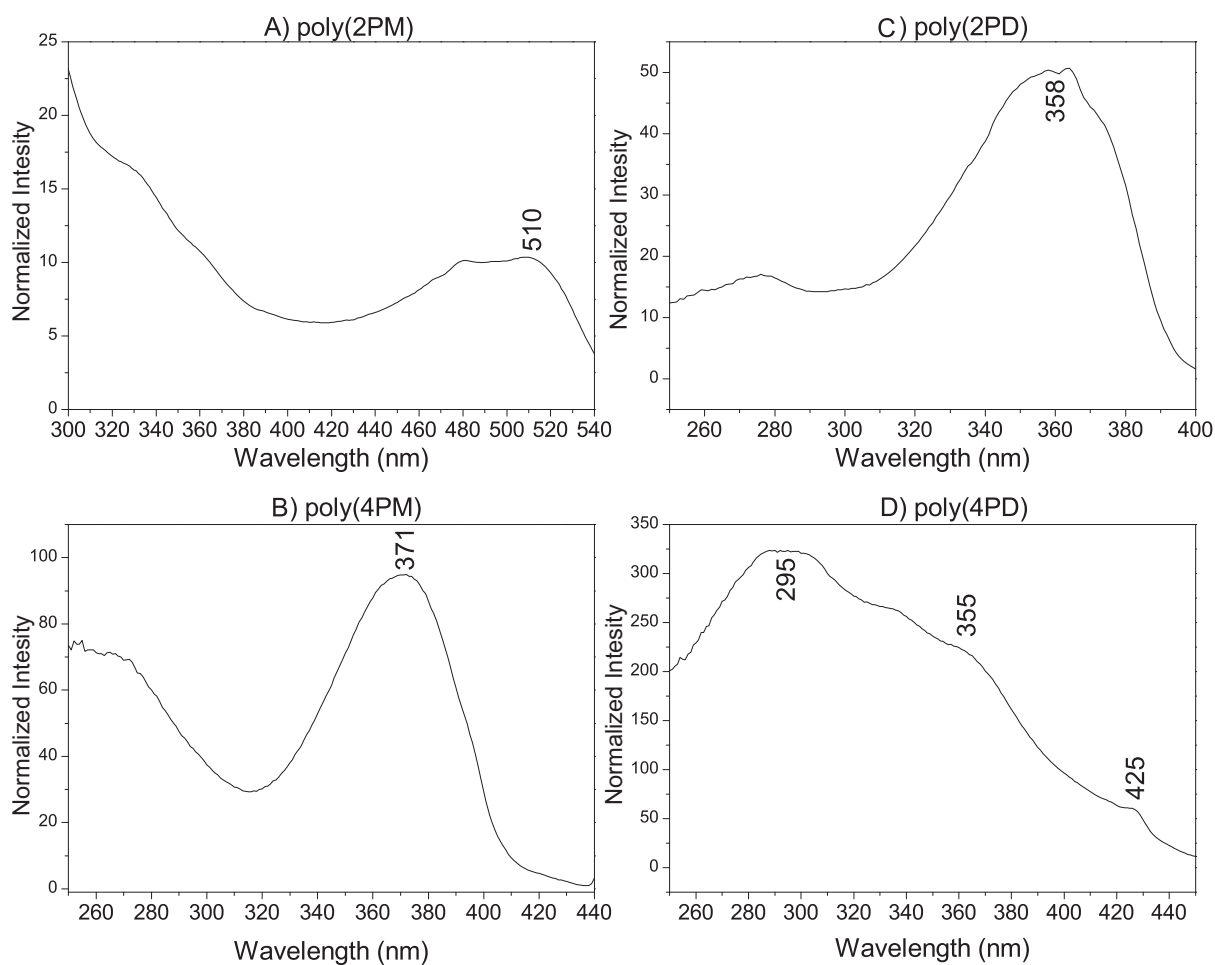 A) poly(2PM)
25
20
15
10
5
0
Normalized Intesity
510
300 320 340 360 380 400 420 440 460 480 500 520 540
Wavelength (nm)
C) poly(2PD)
50
40
30
20
10
0
Normalized Intesity
358
260 280 300 320 340 360 380 400
Wavelength (nm)
B) poly(4PM)
100
80
60
40
20
0
Normalized Intesity
371
260 280 300 320 340 360 380 400 420 440
Wavelength (nm)
D) poly(4PD)
350
300
250
200
150
100
50
0
Normalized Intesity
295
355
425
260 280 300 320 340 360 380 400 420 440
Wavelength (nm)